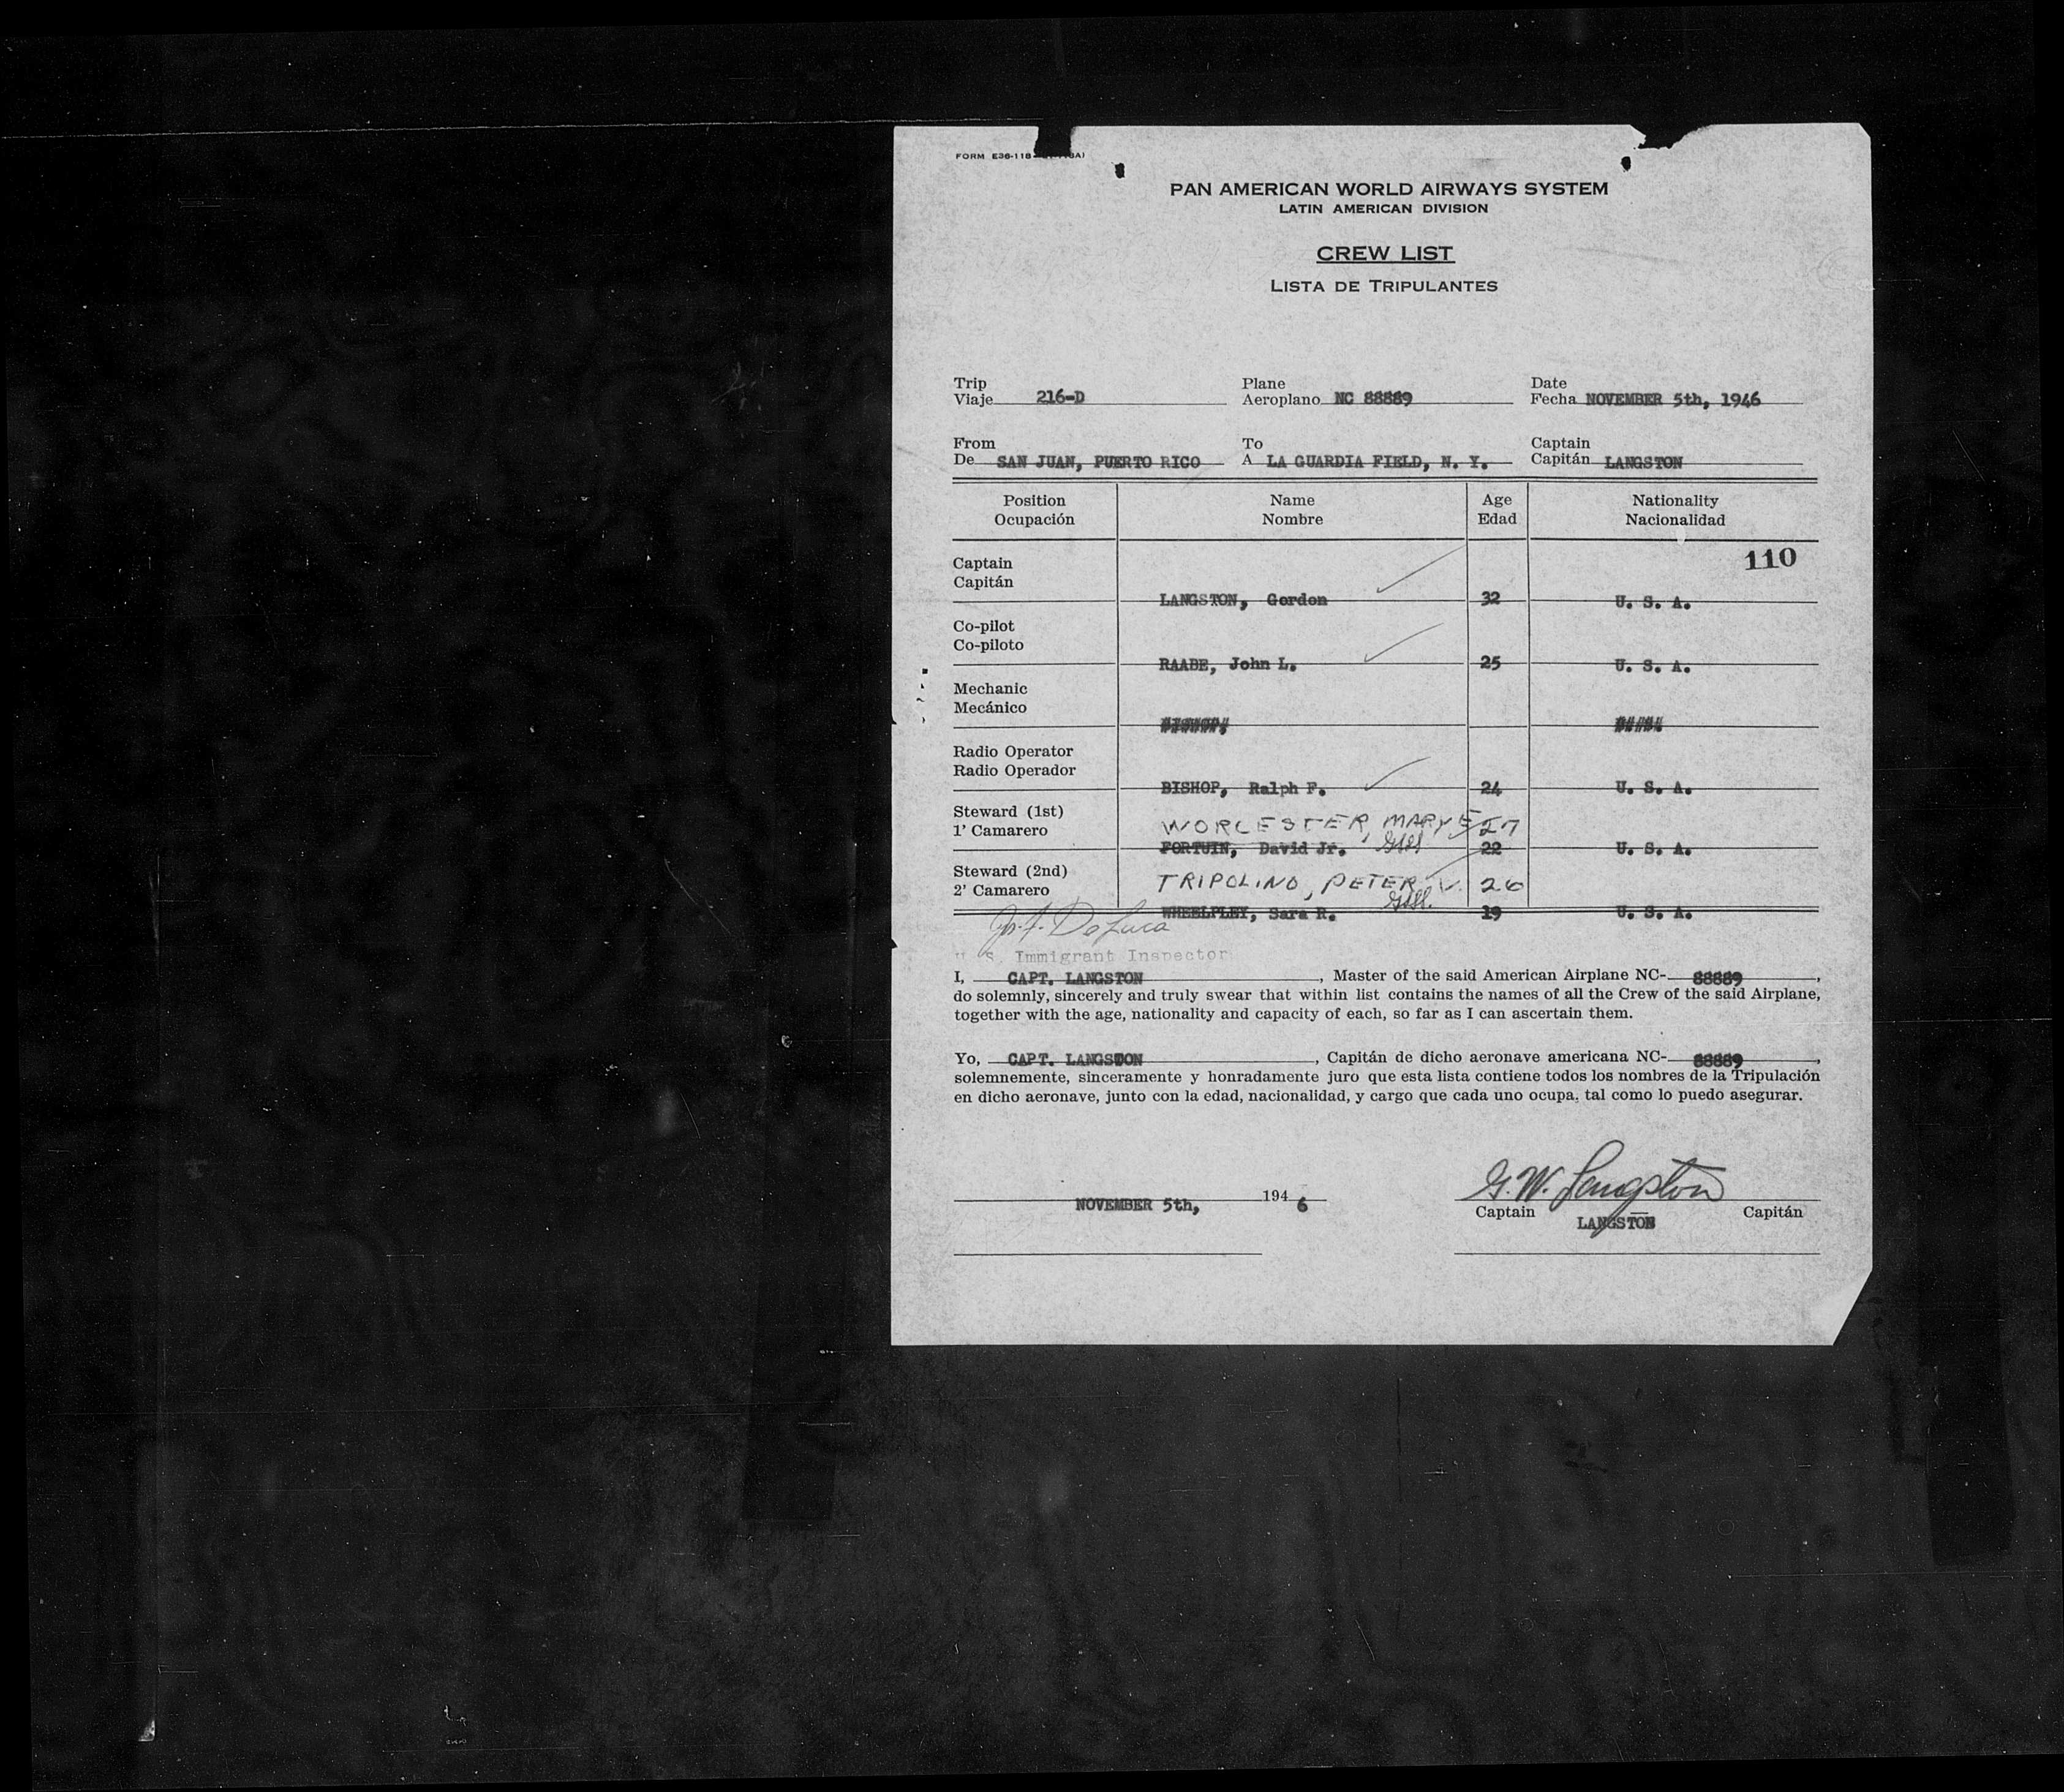 FORM E36-118
PAN AMERICAN WORLD AIRWAYS SYSTEM
LATIN AMERICAN DIVISION
CREW LIST
LISTA DE TRIPULANTES
Trip
Viaje 216-D
Plane
Aeroplano NC 88889
Date
Fecha NOVEMBER 5th, 1946
From
De SAN JUAN, PUERTO RICO
To
A LA GUARDIA FIELD, N. Y.
Captain
Capitán LANGSTON
Position Name Age Nationality
Ocupación Nombre Edad Nacionalidad
110
Captain
Capitán
LANGSTON, Gordon 32 U. S. A.
Co-pilot
Co-piloto
RAABE, John L. 25 U. S. A.
Mechanic
Mecánico
Radio Operator
Radio Operador
BISHOP, Ralph F. 24 U. S. A.
Steward (1st)
1' Camarero
WORCESTER, MARY E 27
FORTUIN, David Jr. 22 U. S. A.
Steward (2nd)
2' Camarero
TRIPOLINO, PETER V. 26
WHEELPLEY, Sara R. 19 U. S. A.
Jos. A. De Luca
U. S. Immigrant Inspector
I, CAPT. LANGSTON, Master of the said American Airplane NC- 88889,
do solemnly, sincerely and truly swear that within list contains the names of all the Crew of the said Airplane,
together with the age, nationality and capacity of each, so far as I can ascertain them.
Yo, CAPT. LANGSTON, Capitán de dicho aeronave americana NC- 88889,
solemnemente, sinceramente y honradamente juro que esta lista contiene todos los nombres de la Tripulación
en dicho aeronave, junto con la edad, nacionalidad, y cargo que cada uno ocupa, tal como lo puedo asegurar.
NOVEMBER 5th, 194 6
G. W. Langston
Captain LANGSTON Capitán